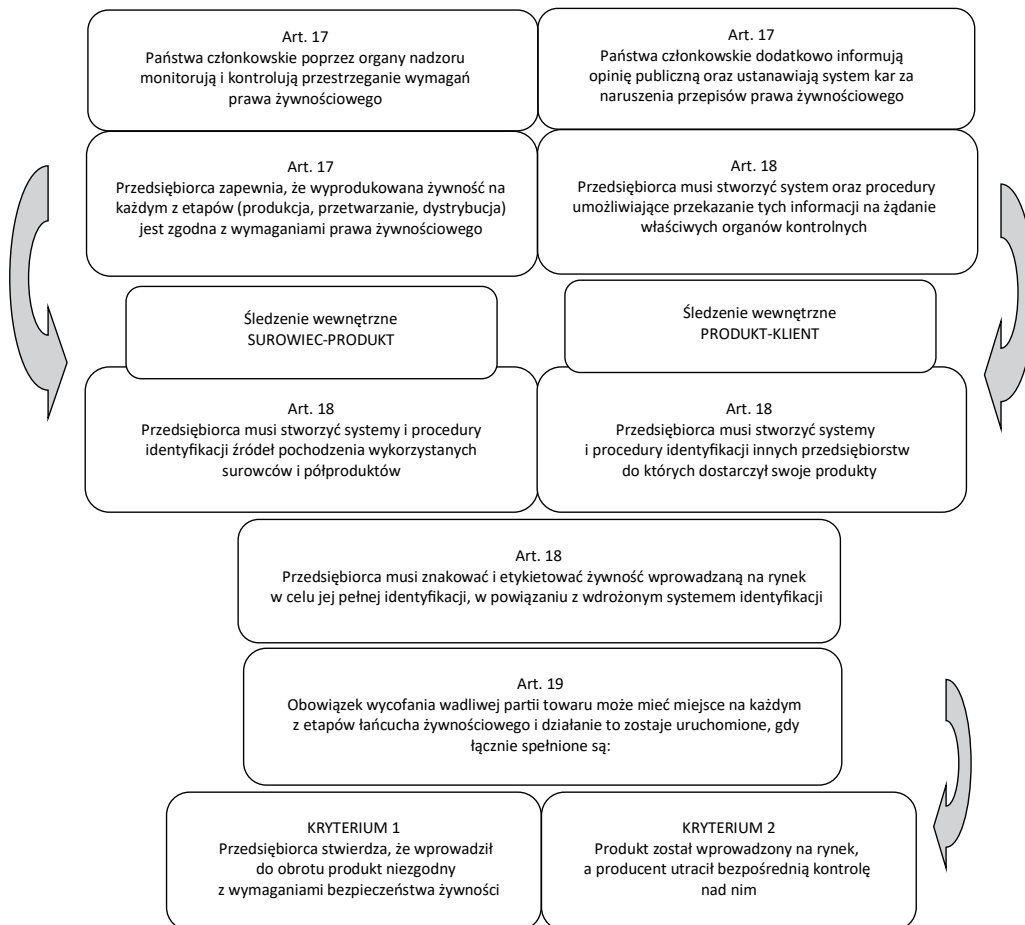 Art. 17
Państwa członkowskie poprzez organy nadzoru
monitorują i kontrolują przestrzeganie wymagań
prawa żywnościowego
Art. 17
Państwa członkowskie dodatkowo informują
opinię publiczną oraz ustanawiają system kar za
naruszenia przepisów prawa żywnościowego
Art. 17
Przedsiębiorca zapewnia, że wyprodukowana żywność na
każdym z etapów (produkcja, przetwarzanie, dystrybucja)
jest zgodna z wymaganiami prawa żywnościowego
Art. 18
Przedsiębiorca musi stworzyć system oraz procedury
umożliwiające przekazanie tych informacji na żądanie
właściwych organów kontrolnych
Śledzenie wewnętrzne
SUROWIEC-PRODUKT
Śledzenie wewnętrzne
PRODUKT-KLIENT
Art. 18
Przedsiębiorca musi stworzyć systemy i procedury
identyfikacji źródeł pochodzenia wykorzystanych
surowców i półproduktów
Art. 18
Przedsiębiorca musi stworzyć systemy
i procedury identyfikacji innych przedsiębiorstw
do których dostarczył swoje produkty
Art. 18
Przedsiębiorca musi znakować i etykietować żywność wprowadzaną na rynek
w celu jej pełnej identyfikacji, w powiązaniu z wdrożonym systemem identyfikacji
Art. 19
Obowiązek wycofania wadliwej partii towaru może mieć miejsce na każdym
z etapów łańcucha żywnościowego i działanie to zostaje uruchomione, gdy
łącznie spełnione są:
KRYTERIUM 1
Przedsiębiorca stwierdza, że wprowadził
do obrotu produkt niezgodny
z wymaganiami bezpieczeństwa żywności
KRYTERIUM 2
Produkt został wprowadzony na rynek,
a producent utracił bezpośrednią kontrolę
nad nim